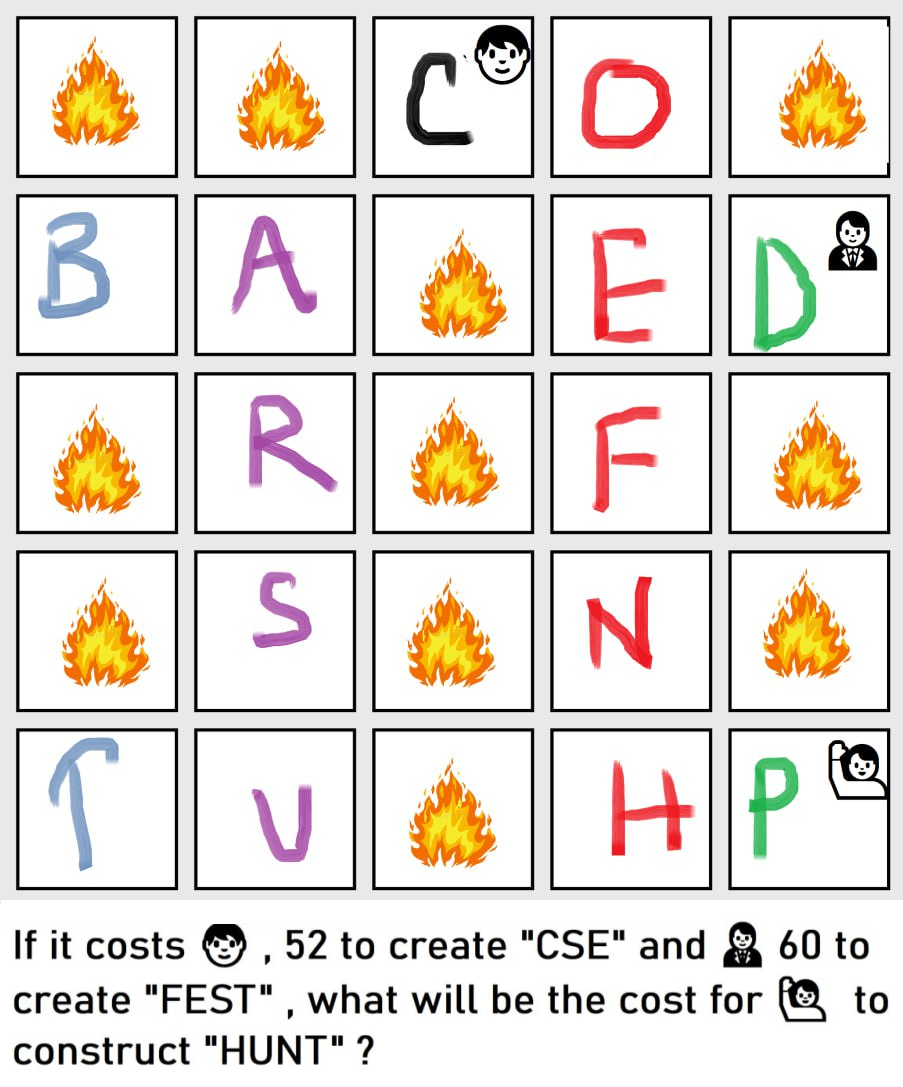 C O
B A E D
R F
S N
T U H P
If it costs , 52 to create "CSE" and 60 to
create "FEST" , what will be the cost for to
construct "HUNT" ?